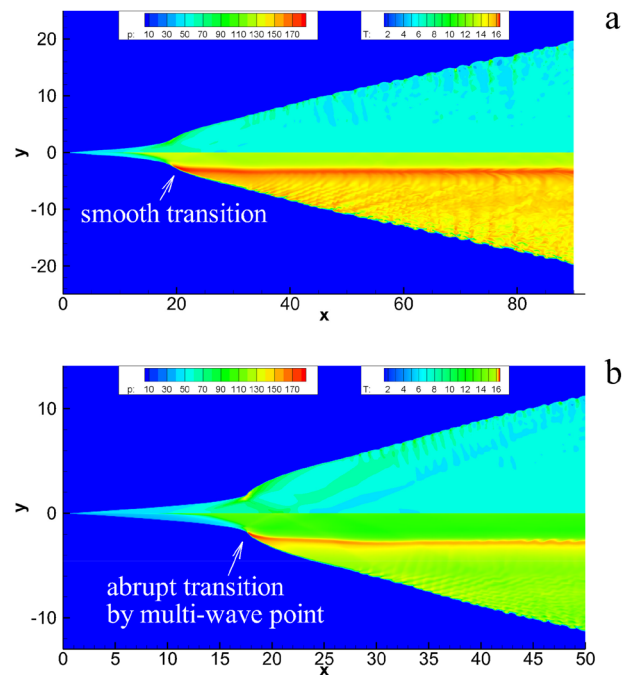 a
p: 10 30 50 70 90 110 130 150 170
T: 2 4 6 8 10 12 14 16
20
10
y
0
smooth transition
-10
-20
0 20 40 60 80
x
b
p: 10 30 50 70 90 110 130 150 170
T: 2 4 6 8 10 12 14 16
10
y
0
abrupt transition
by multi-wave point
-10
0 5 10 15 20 25 30 35 40 45 50
x